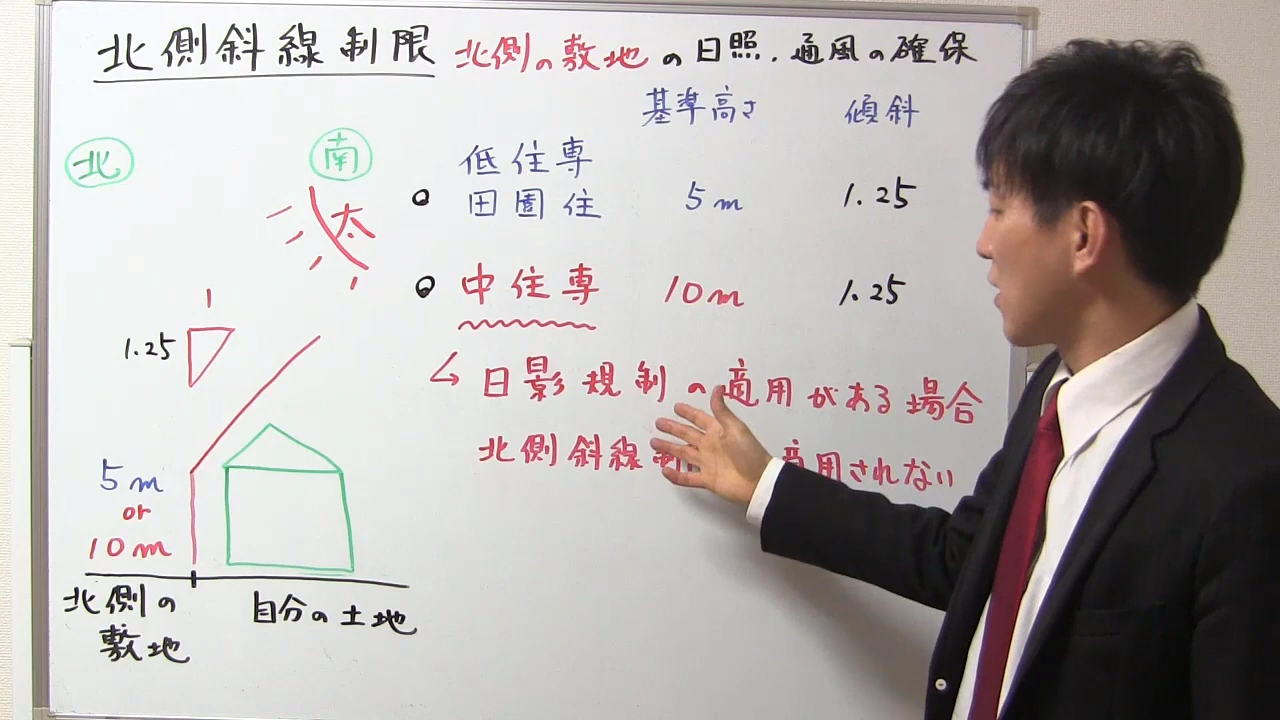 北側斜線制限 北側の敷地の日照・通風の確保
基準高さ 傾斜
北
南
低住専
田園住 5m 1.25
太
中住専 10m 1.25
1
1.25
→日影規制の適用がある場合
北側斜線制 適用されない
5m
or
10m
北側の
敷地
自分の土地